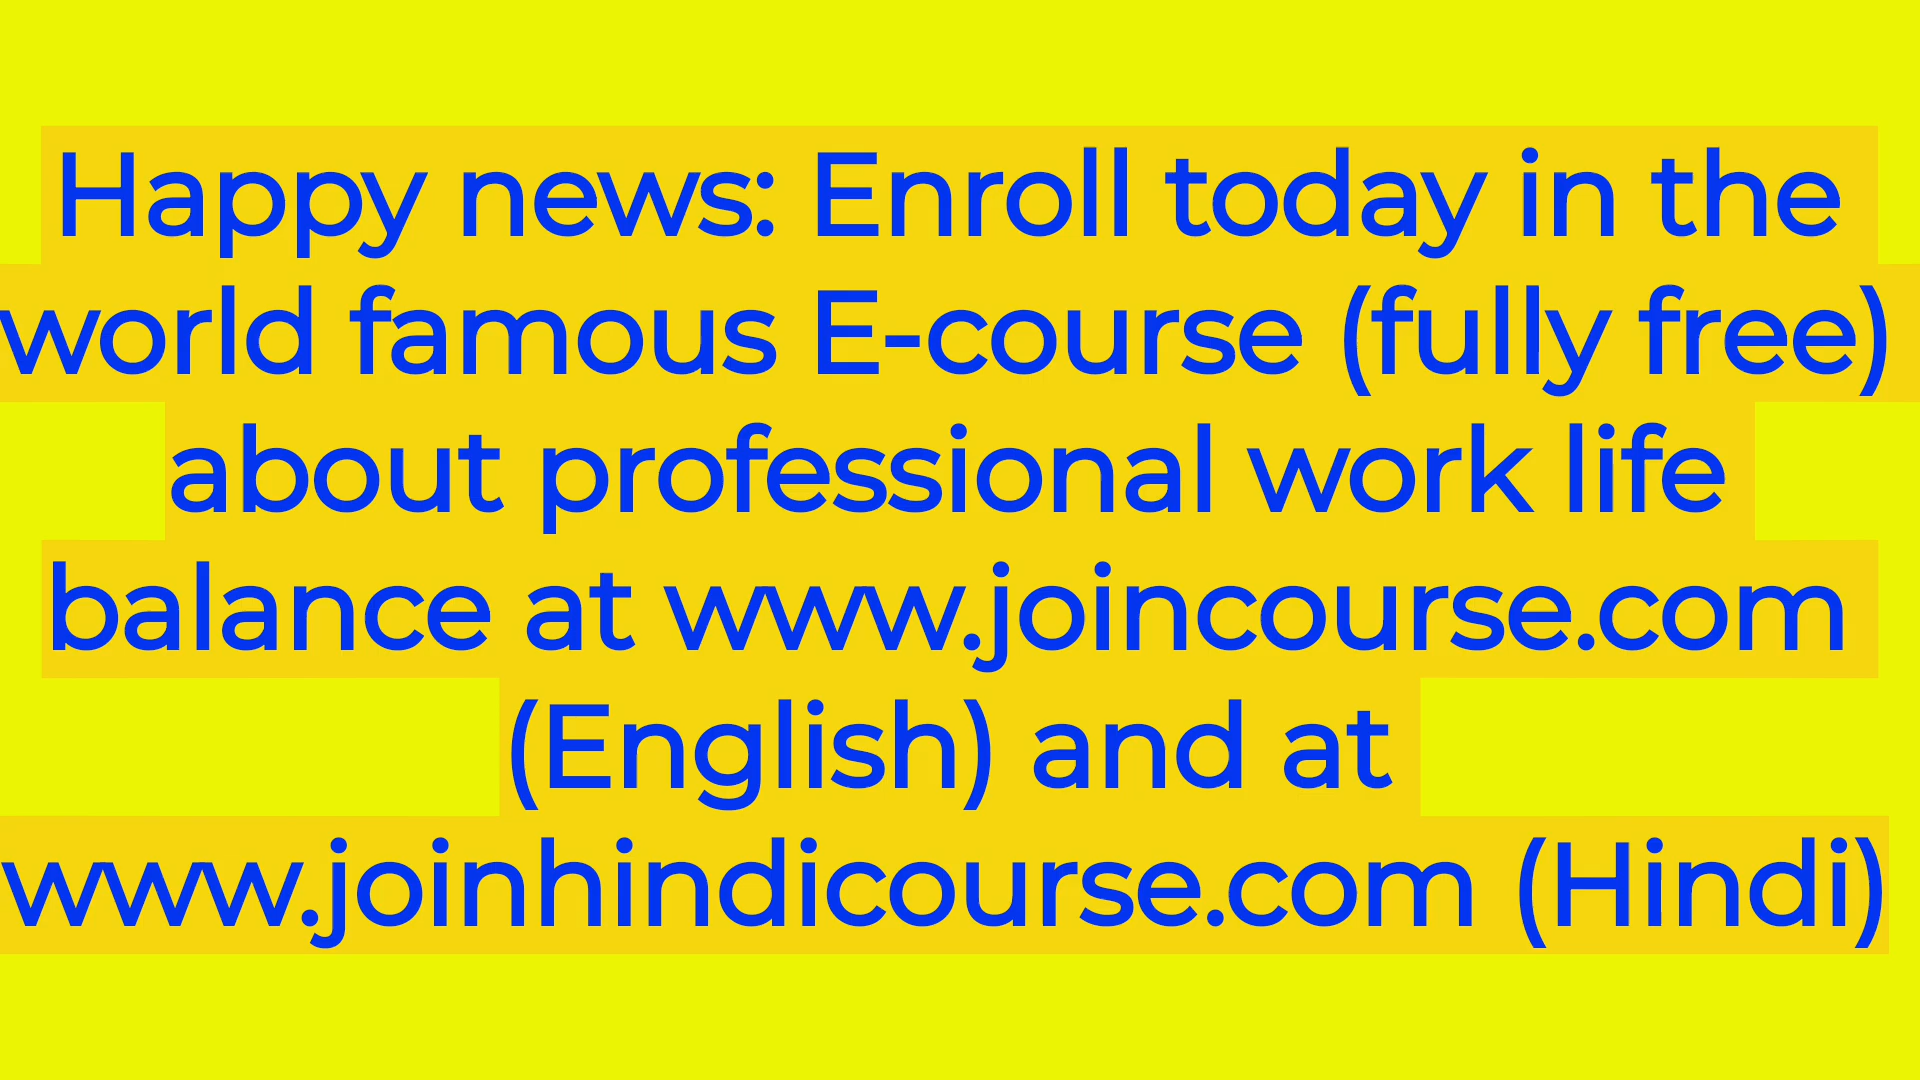 Happy news: Enroll today in the
world famous E-course (fully free)
about professional work life
balance at www.joincourse.com
(English) and at
www.joinhindicourse.com (Hindi)